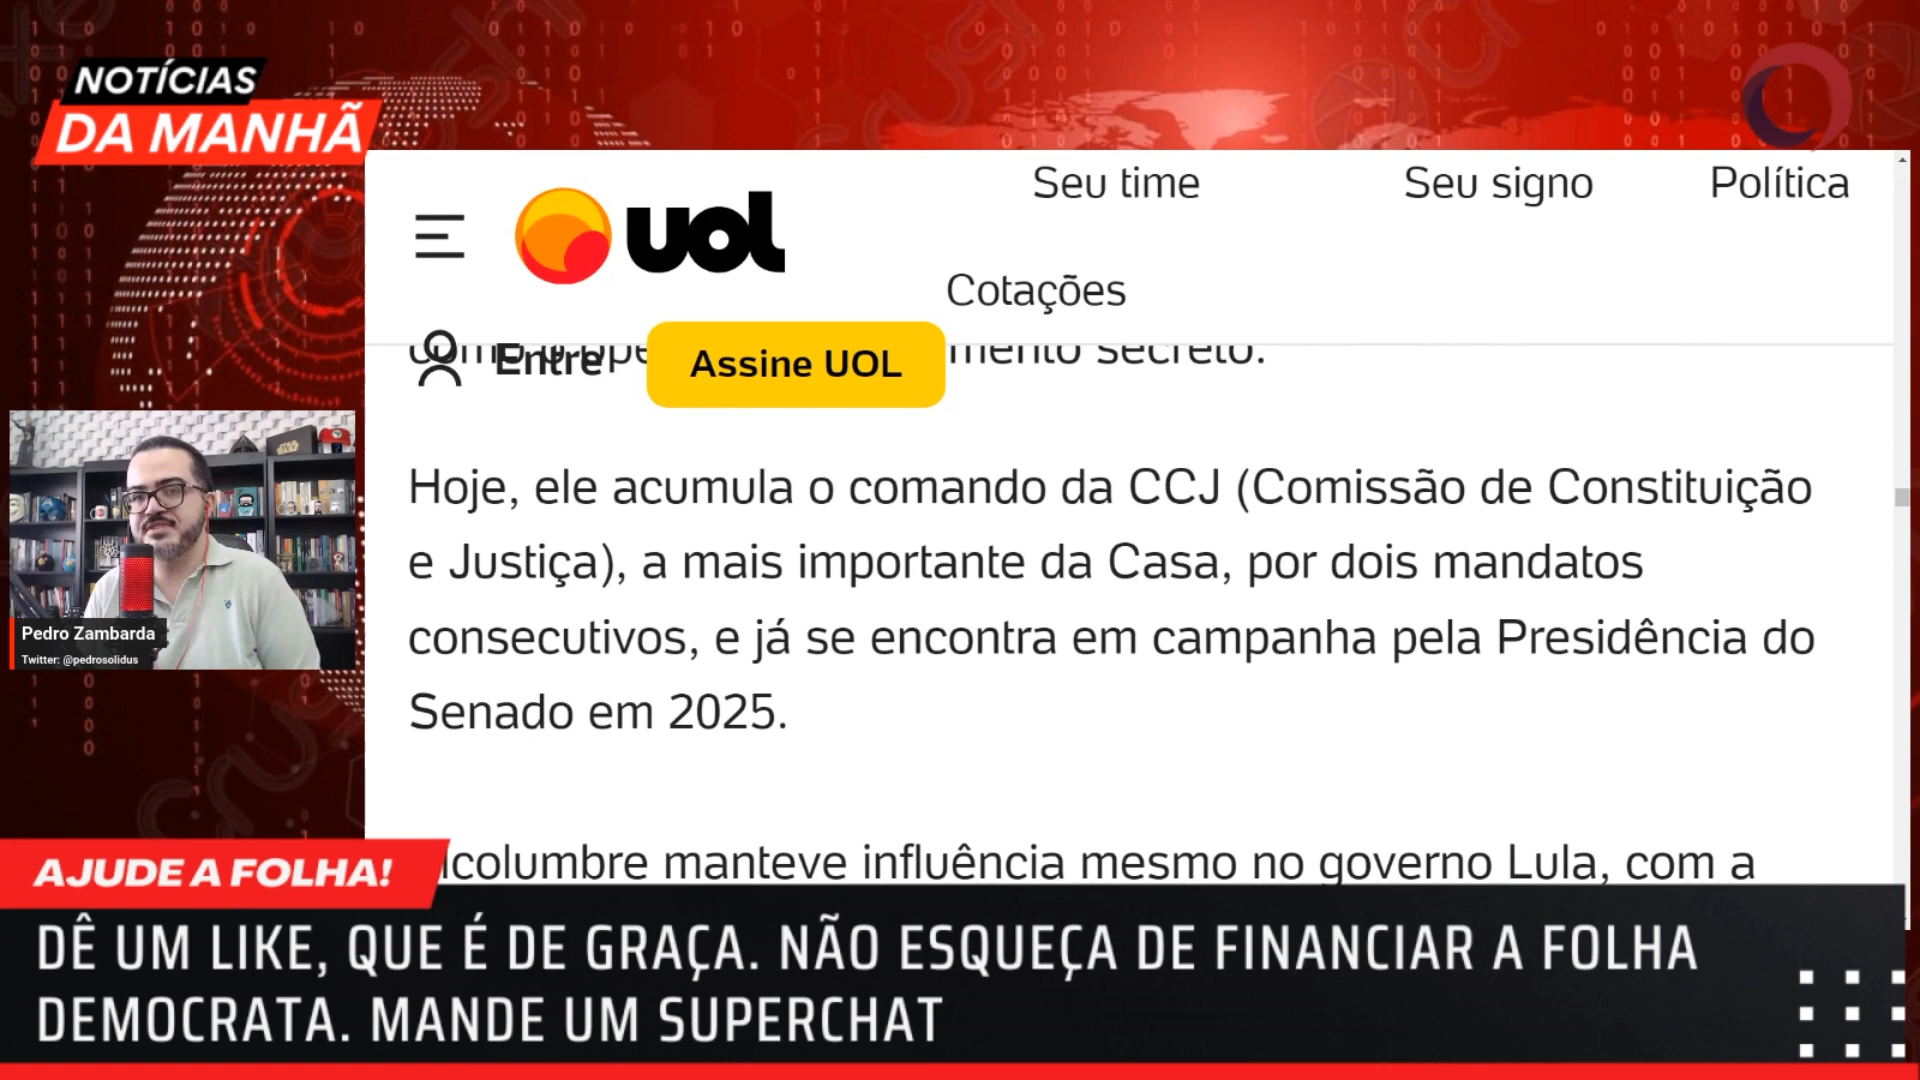 NOTÍCIAS
DA MANHÃ
Seu time
Seu signo
Política
uol
Cotações
Entre
Assine UOL
mento secreto.
Hoje, ele acumula o comando da CCJ (Comissão de Constituição
e Justiça), a mais importante da Casa, por dois mandatos
consecutivos, e já se encontra em campanha pela Presidência do
Senado em 2025.
lcolumbre manteve influência mesmo no governo Lula, com a
Pedro Zambarda
Twitter: @pedrosolidus
AJUDE A FOLHA!
DÊ UM LIKE, QUE É DE GRAÇA. NÃO ESQUEÇA DE FINANCIAR A FOLHA
DEMOCRATA. MANDE UM SUPERCHAT